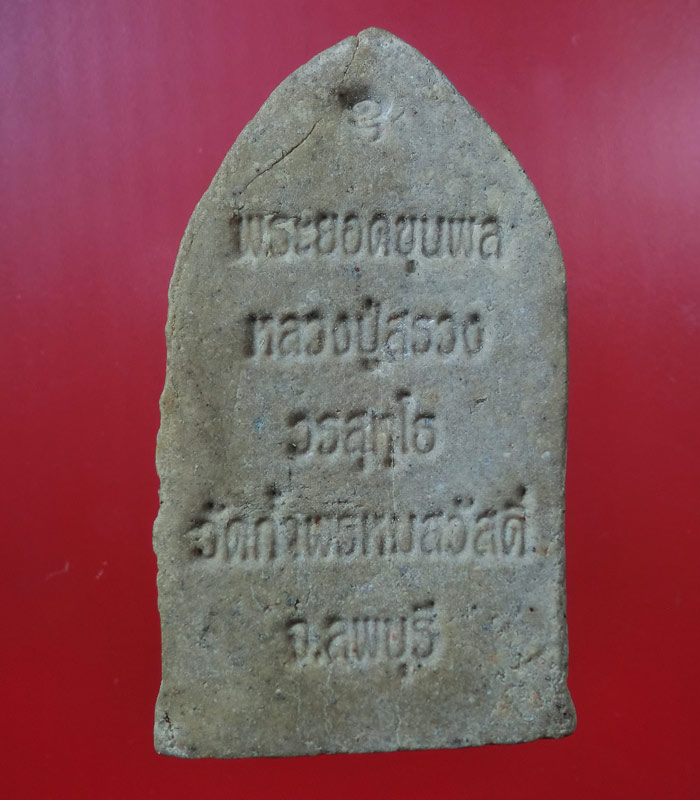 พระยอดขุนพล
หลวงปู่สรวง
วรสุทโธ
วัดถ้ำพรหมสวัสดิ์
จ.ลพบุรี